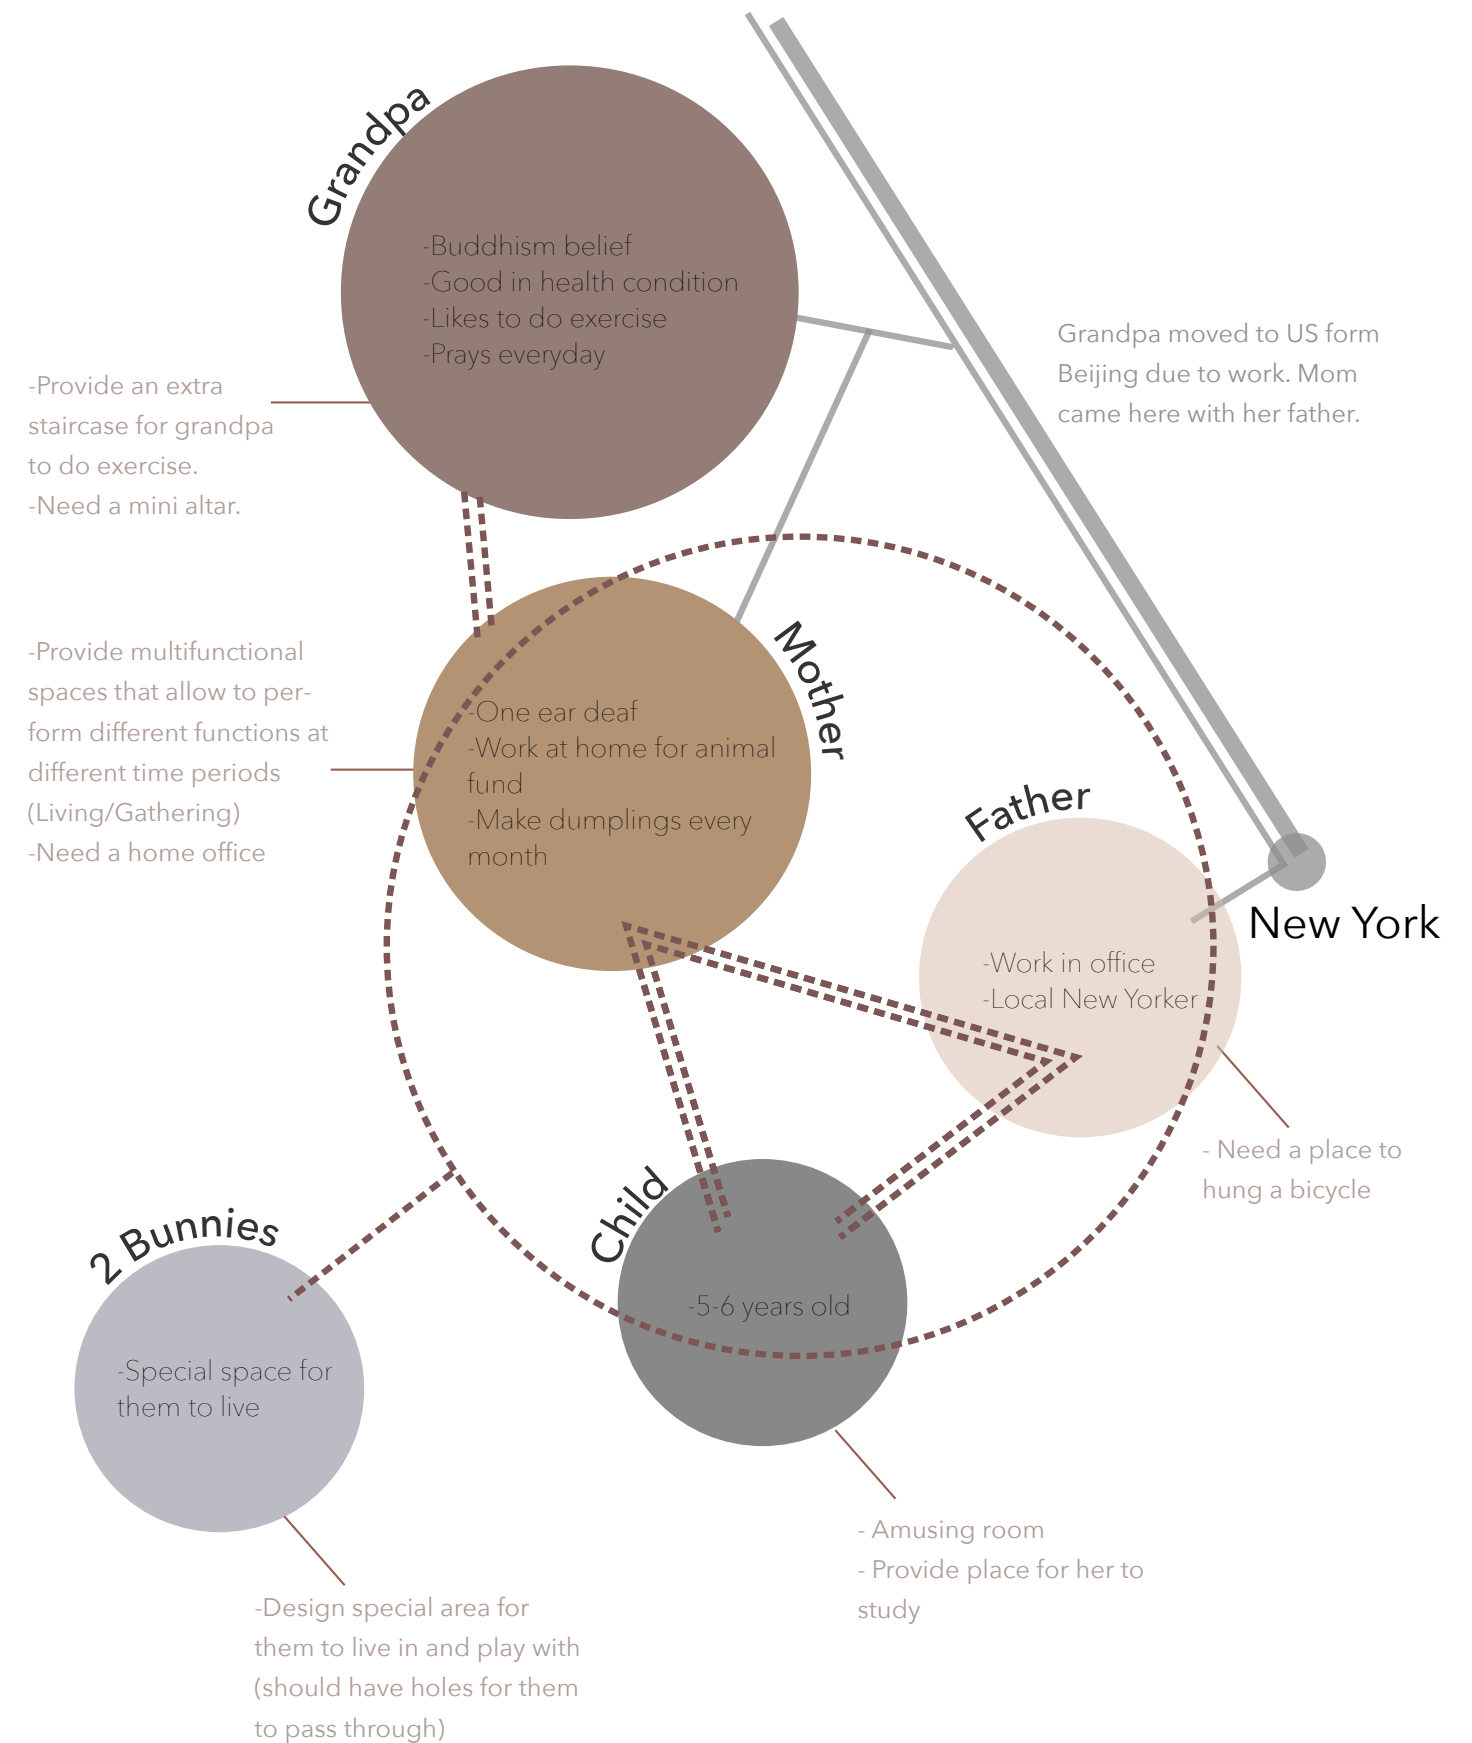 Grandpa
-Buddhism belief
-Good in health condition
-Likes to do exercise
-Prays everyday
Grandpa moved to US form
Beijing due to work. Mom
came here with her father.
-Provide an extra
staircase for grandpa
to do exercise.
-Need a mini altar.
Mother
-One ear deaf
-Work at home for animal
fund
-Make dumplings every
month
-Provide multifunctional
spaces that allow to per-
form different functions at
different time periods
(Living/Gathering)
-Need a home office
Father
-Work in office
-Local New Yorker
New York
- Need a place to
hung a bicycle
Child
-5-6 years old
2 Bunnies
-Special space for
them to live
- Amusing room
- Provide place for her to
study
-Design special area for
them to live in and play with
(should have holes for them
to pass through)